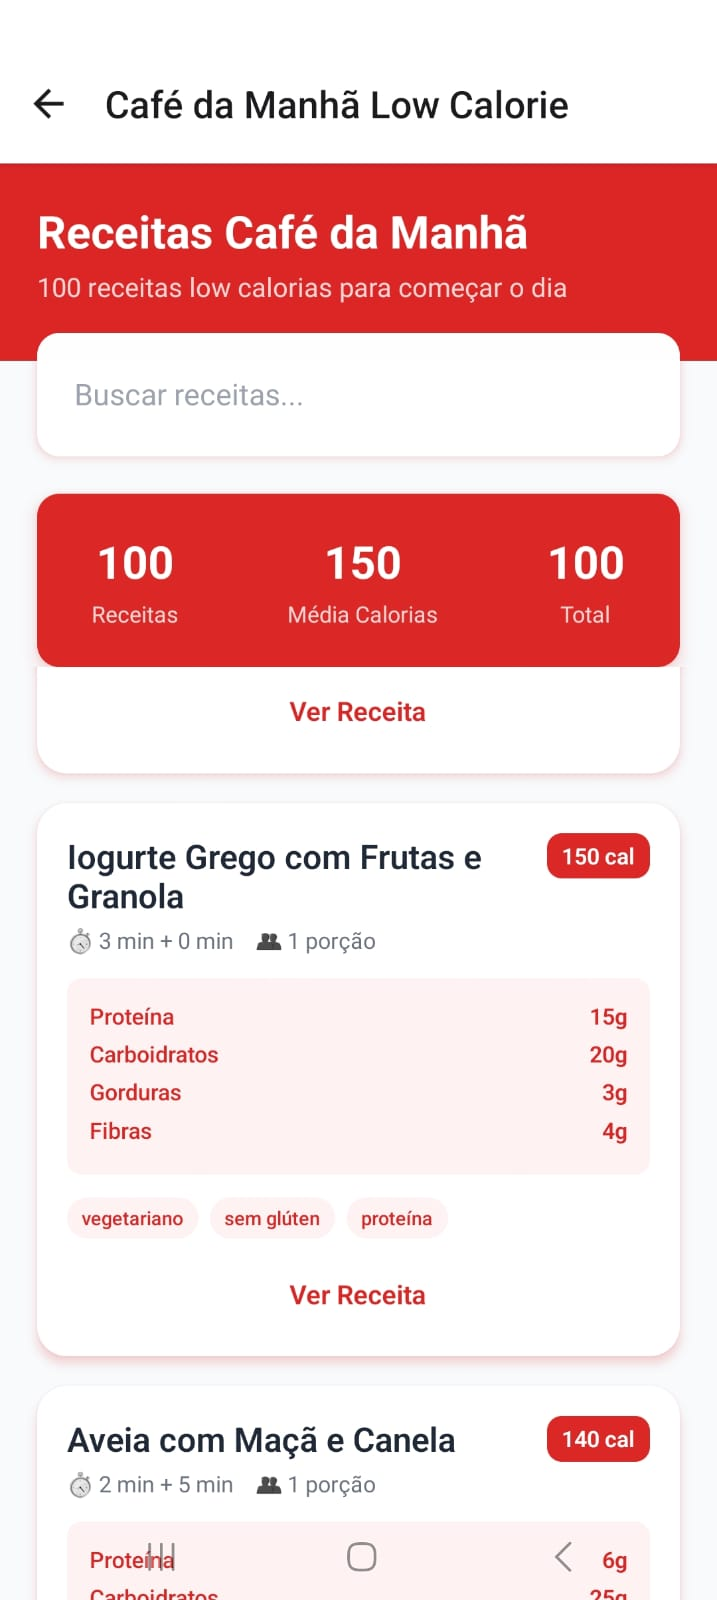 Café da Manhã Low Calorie
Receitas Café da Manhã
100 receitas low calorias para começar o dia
Buscar receitas...
100
Receitas
150
Média Calorias
100
Total
Ver Receita
Iogurte Grego com Frutas e
Granola
150 cal
3 min + 0 min
1 porção
Proteína 15g
Carboidratos 20g
Gorduras 3g
Fibras 4g
vegetariano
sem glúten
proteína
Ver Receita
Aveia com Maçã e Canela
140 cal
2 min + 5 min
1 porção
Proteína 6g
Carboidratos 25g